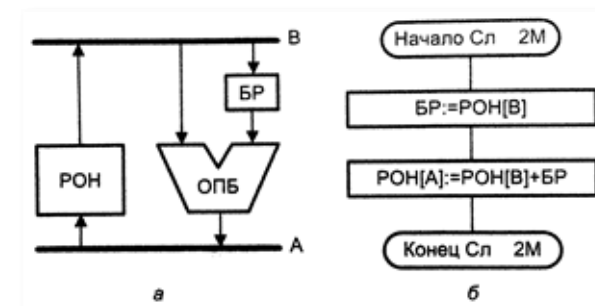 B
БР
РОН
ОПБ
A
а
Начало Сл 2М
БР:=РОН[В]
РОН[А]:=РОН[В]+БР
Конец Сл 2М
б